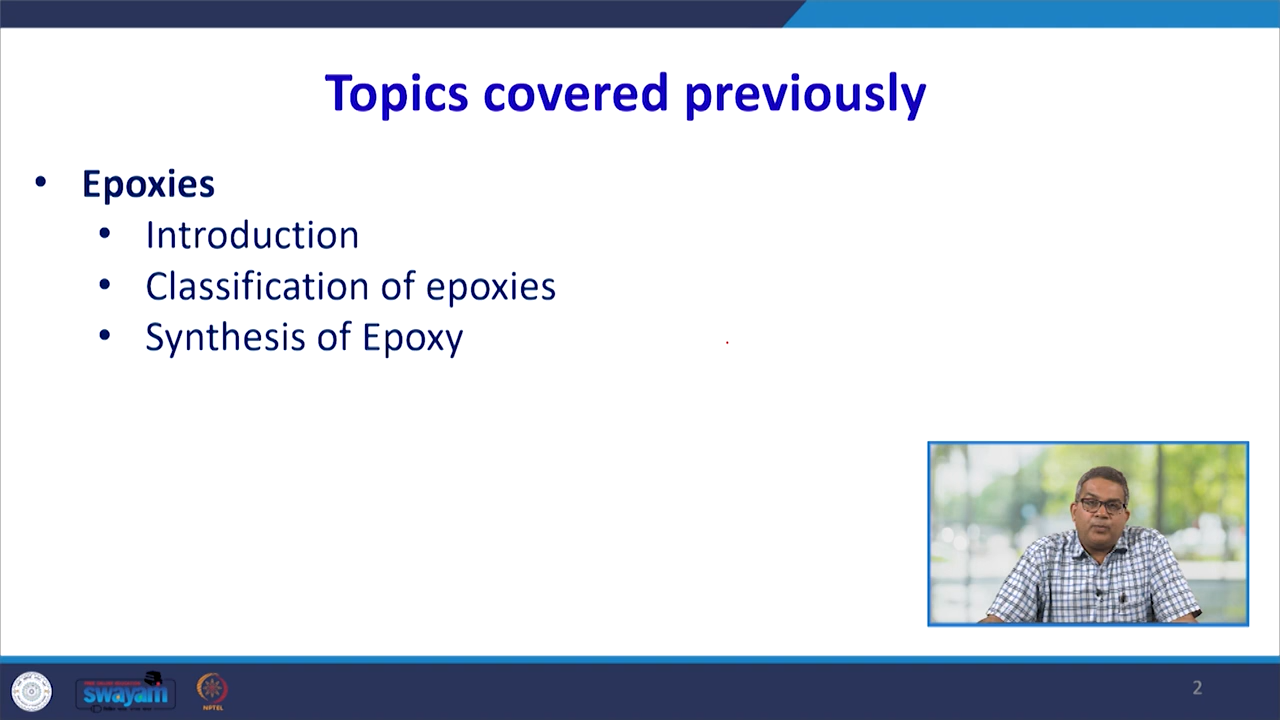 Topics covered previously
• Epoxies
• Introduction
• Classification of epoxies
• Synthesis of Epoxy
swayam
NPTEL
2